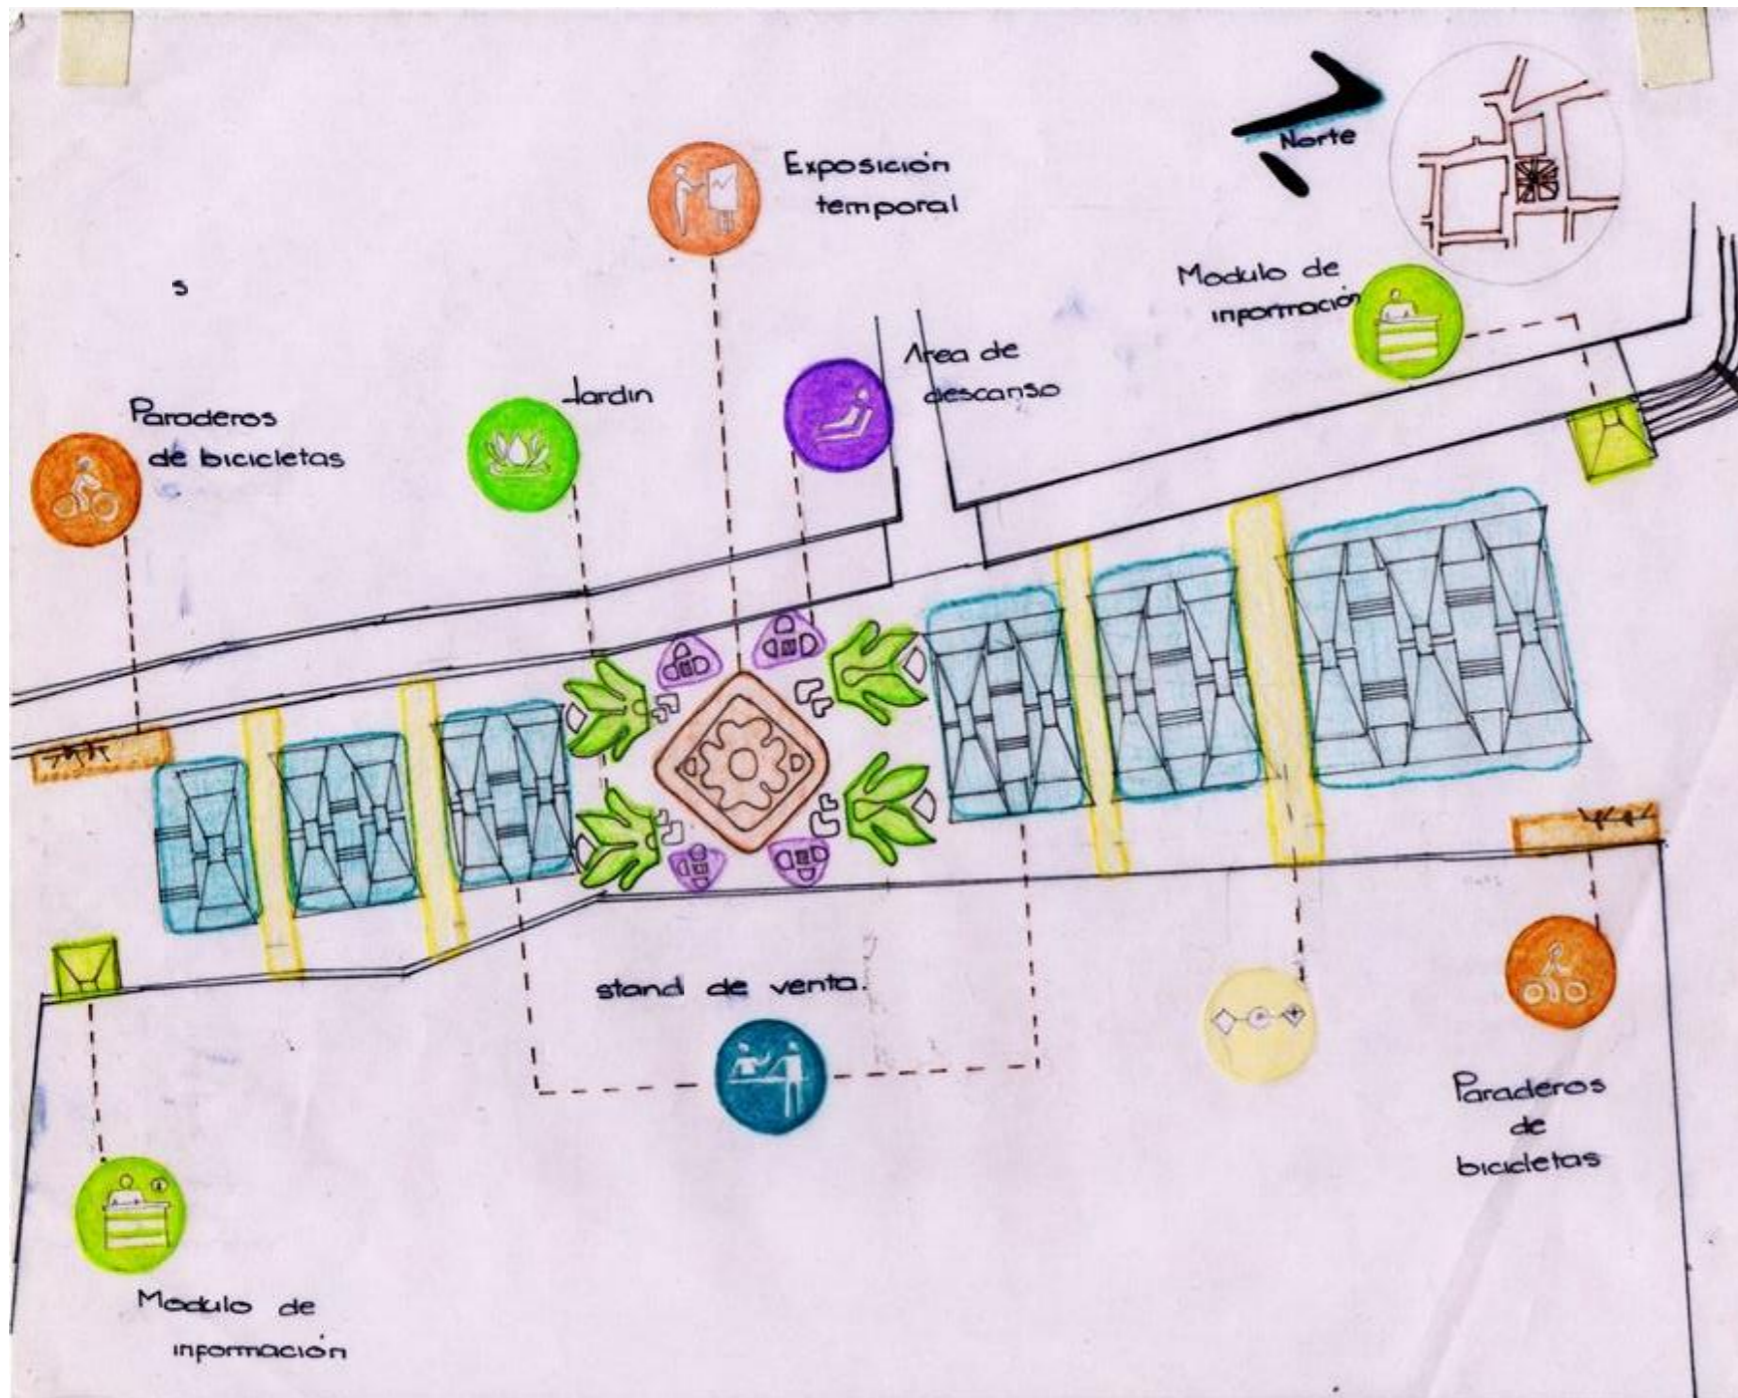 Norte
Exposición
temporal
Modulo de
información
s
Area de
descanso
Jardin
Paraderos
de bicicletas
stand de venta.
Paraderos
de
bicicletas
Modulo de
información